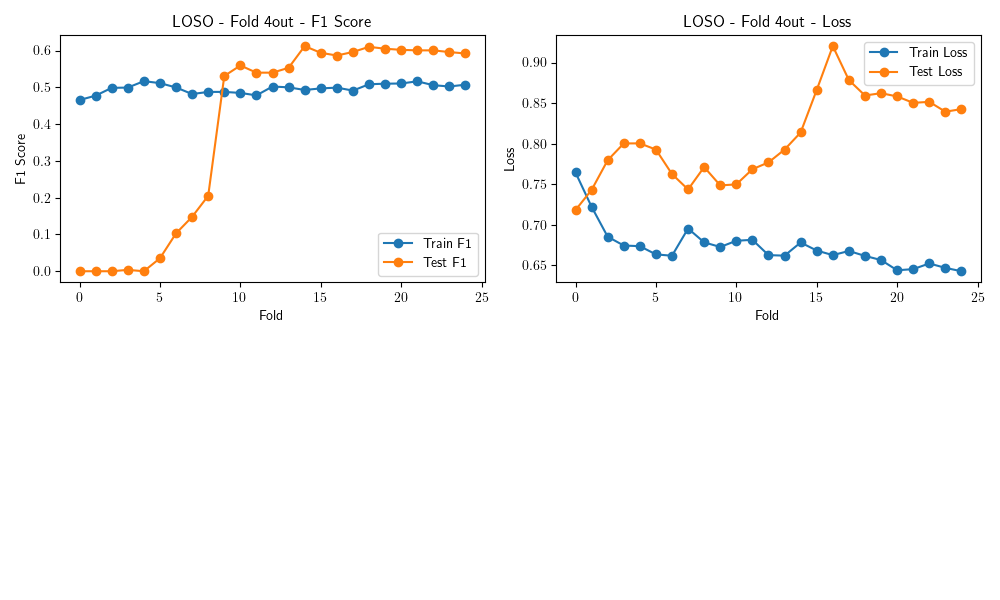 LOSO - Fold 4out - F1 Score
F1 Score
0.6
0.5
0.4
0.3
0.2
0.1
0.0
0 5 10 15 20 25
Fold
Train F1
Test F1
LOSO - Fold 4out - Loss
Loss
0.90
0.85
0.80
0.75
0.70
0.65
0 5 10 15 20 25
Fold
Train Loss
Test Loss